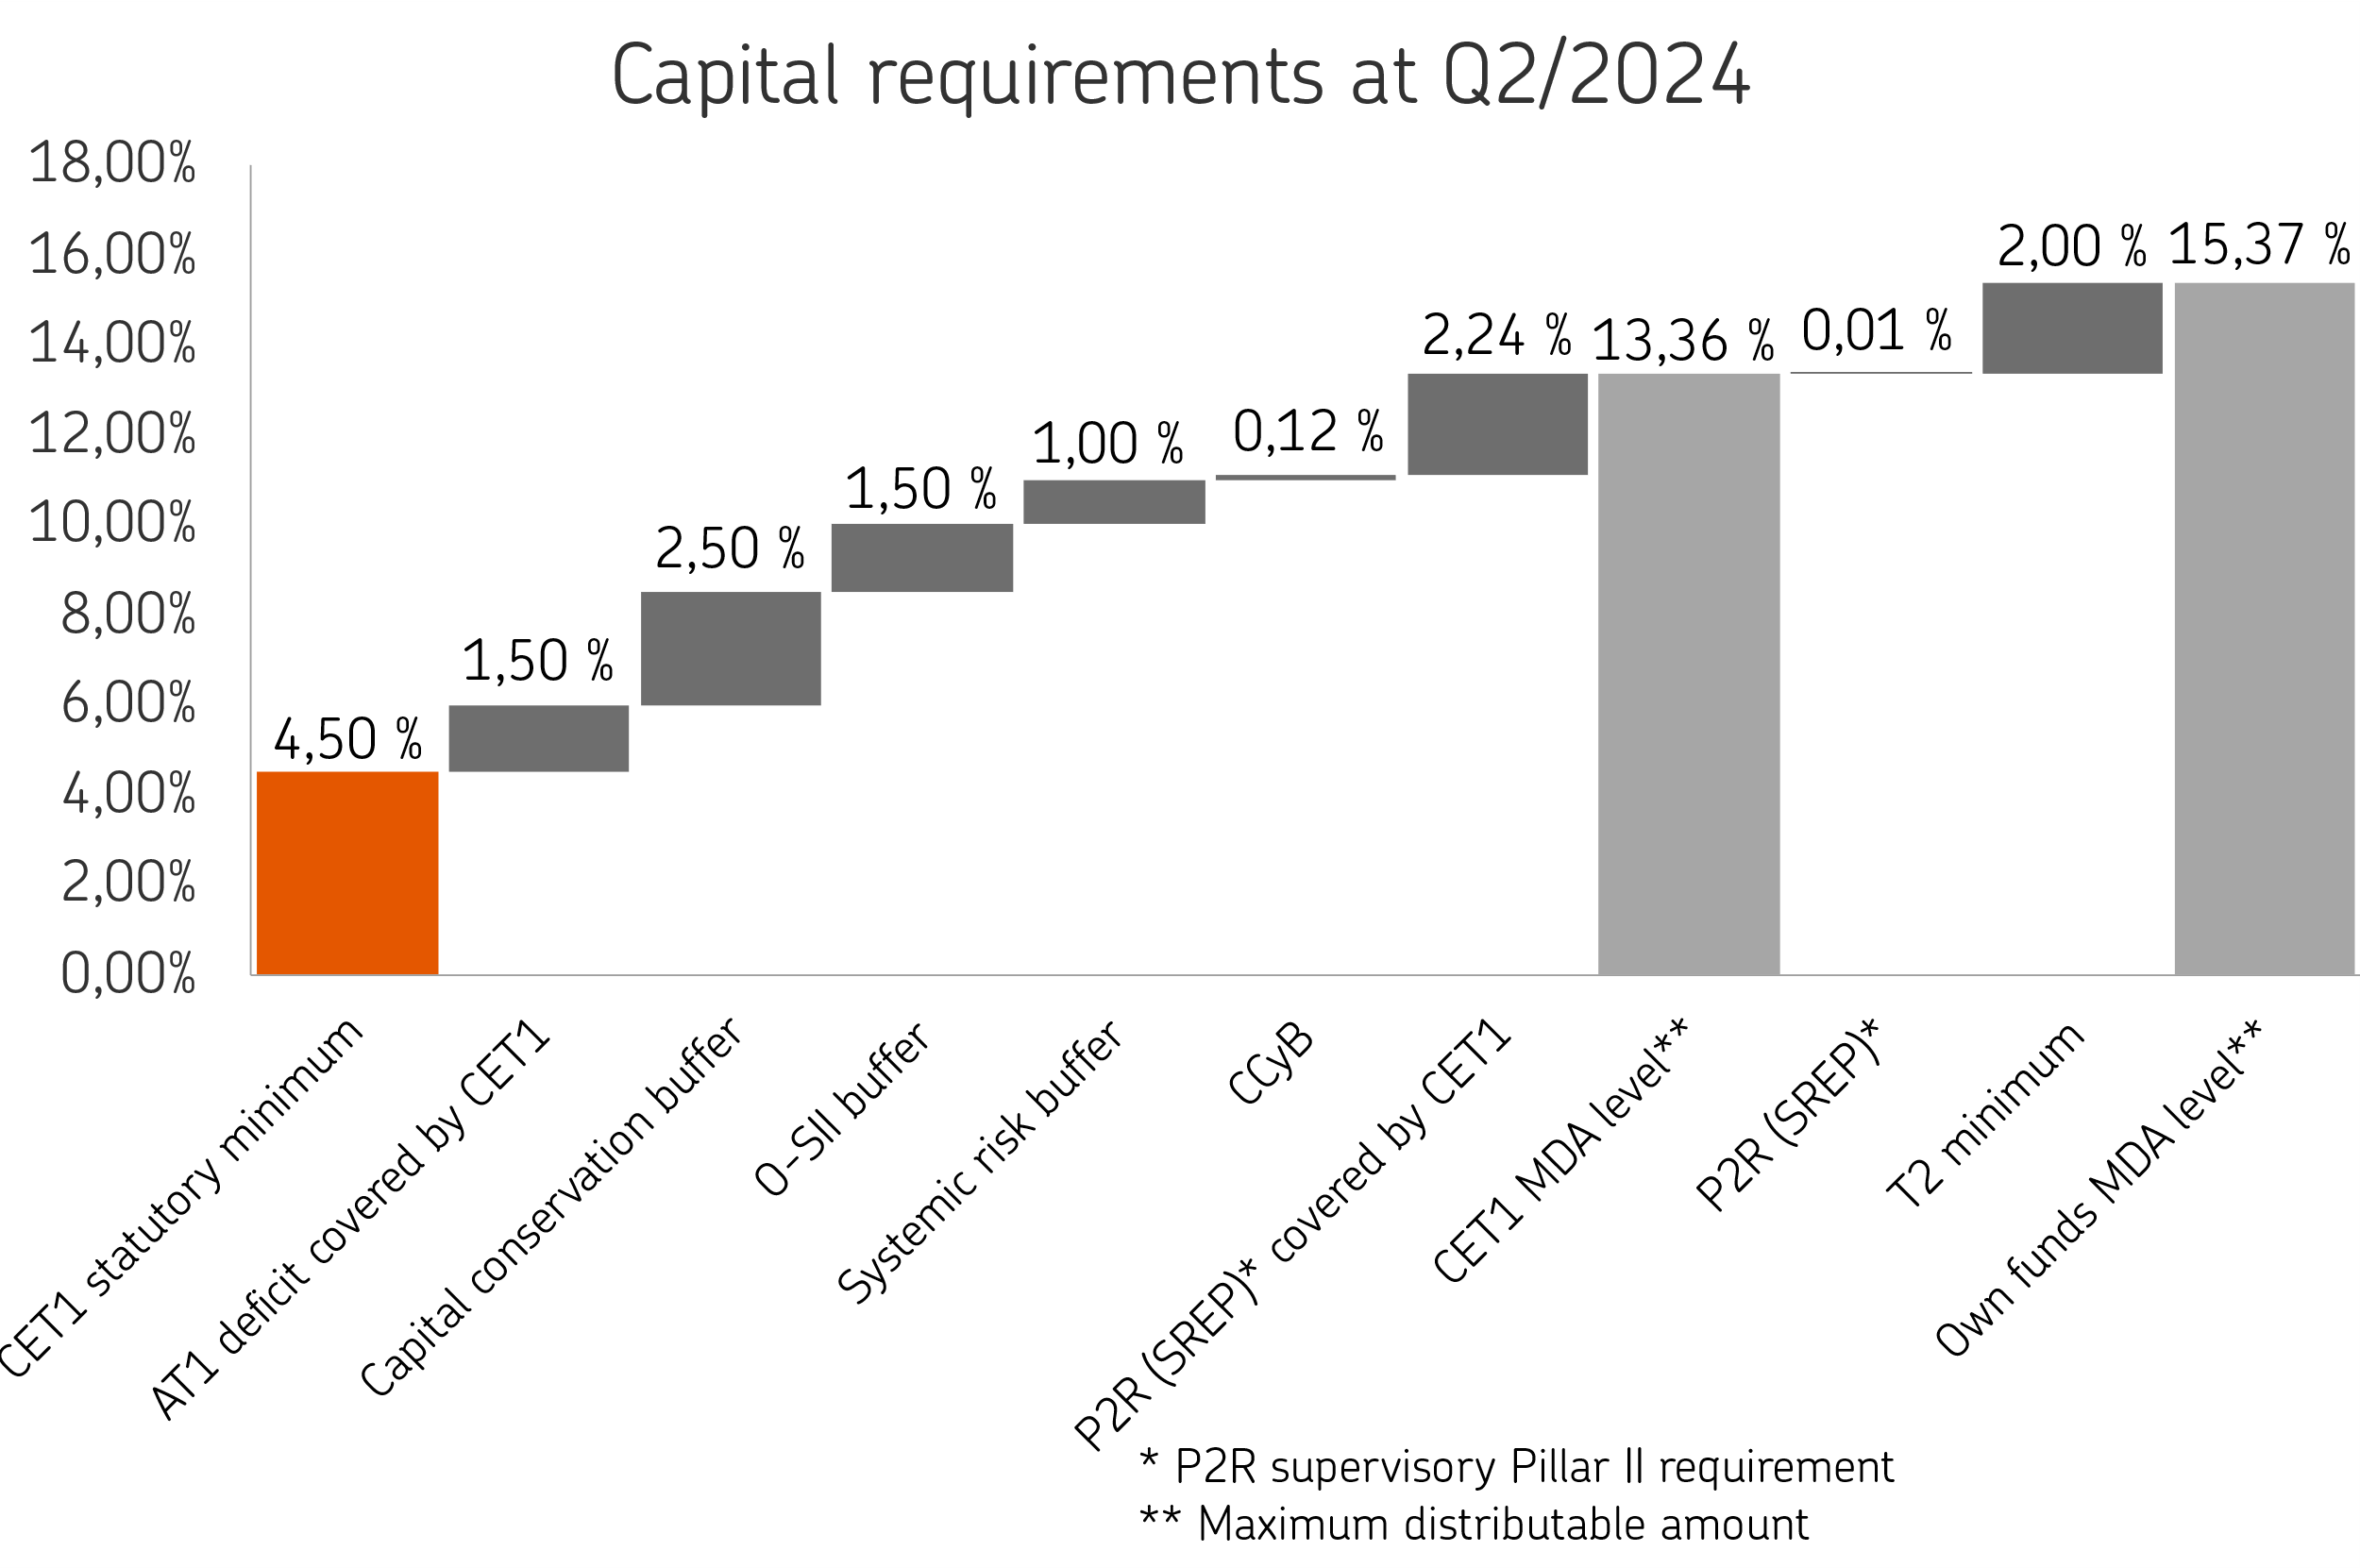 Capital requirements at Q2/2024
18,00%
16,00%
14,00%
12,00%
10,00%
8,00%
6,00%
4,00%
2,00%
0,00%
4,50 %
1,50 %
2,50 %
1,50 %
1,00 %
0,12 %
2,24 %
13,36 %
0,01 %
2,00 %
15,37 %
CET1 statutory minimum
AT1 deficit covered by CET1
Capital conservation buffer
O-SII buffer
Systemic risk buffer
CCyB
P2R (SREP)* covered by CET1
CET1 MDA level**
P2R (SREP)*
T2 minimum
Own funds MDA level**
* P2R supervisory Pillar II requirement
** Maximum distributable amount